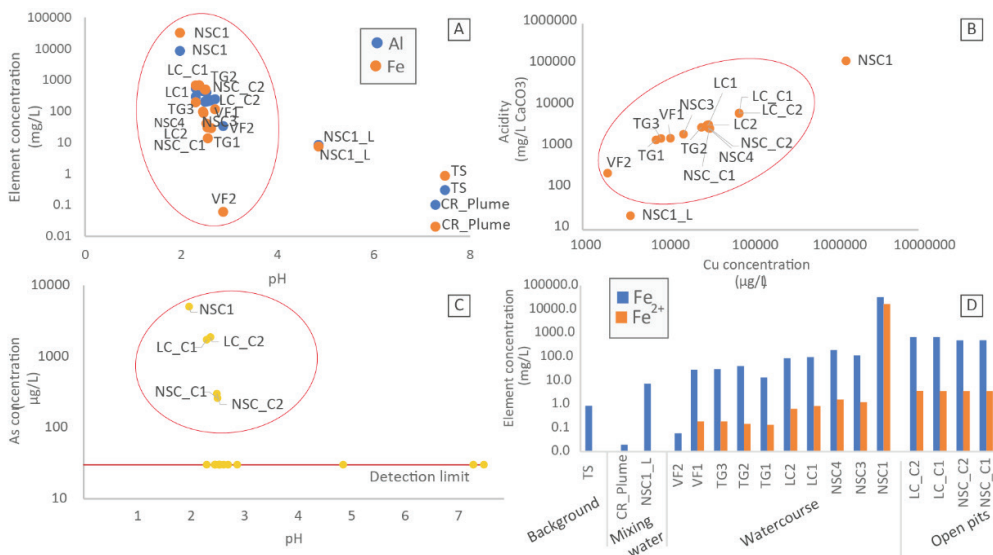 A
Element concentration
(mg/L)
100000
10000
1000
100
10
1
0.1
0.01
0
2
4
6
8
pH
Al
Fe
NSC1
NSC1
LC_C1
TG2
LC1
NSC_C2
LC_C2
TG3
VF1
NSC4
NSC3
LC2
VF2
NSC_C1
TG1
VF2
NSC1_L
NSC1_L
TS
TS
CR_Plume
CR_Plume
B
Acidity
(mg/L CaCO3)
1000000
100000
10000
1000
100
10
1000
10000
100000
1000000
10000000
Cu concentration
(µg/l)
NSC1
LC1
LC_C1
LC_C2
NSC3
VF1
TG3
LC2
TG1
TG2
NSC_C2
NSC4
NSC_C1
VF2
NSC1_L
C
As concentration
µg/L)
10000
1000
100
10
1
2
3
4
5
6
7
pH
NSC1
LC_C1
LC_C2
NSC_C1
NSC_C2
Detection limit
D
Element concentration
(mg/L)
100000.0
10000.0
1000.0
100.0
10.0
1.0
0.1
0.0
Fe
Fe2+
TS
CR_Plume
NSC1_L
VF2
VF1
TG3
TG2
TG1
LC2
LC1
NSC4
NSC3
NSC1
LC_C2
LC_C1
NSC_C2
NSC_C1
Background
Mixing
water
Watercourse
Open pits